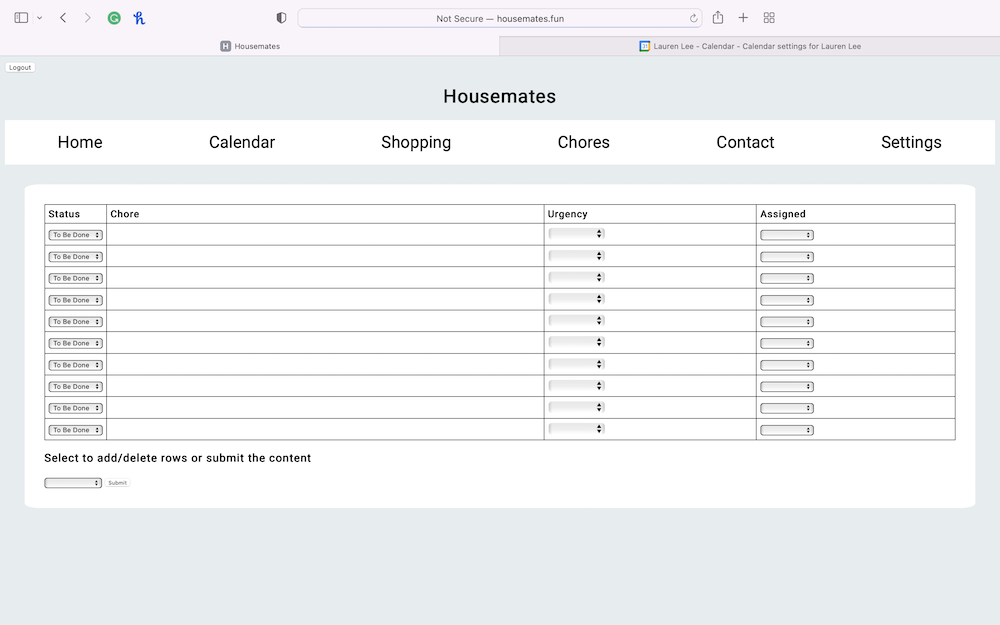 Not Secure — housemates.fun
Housemates
Lauren Lee - Calendar - Calendar settings for Lauren Lee
Logout
Housemates
Home Calendar Shopping Chores Contact Settings
Status Chore Urgency Assigned
To Be Done
To Be Done
To Be Done
To Be Done
To Be Done
To Be Done
To Be Done
To Be Done
To Be Done
To Be Done
Select to add/delete rows or submit the content
Submit